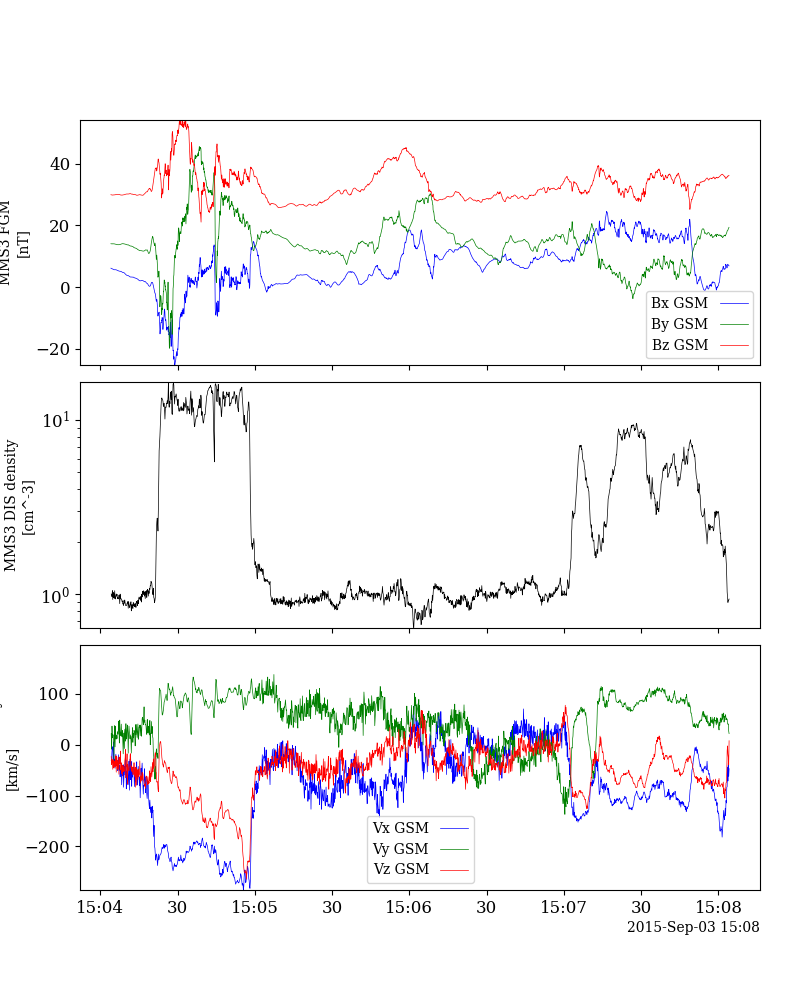 MMS3 FGM
[nT]
40
20
0
−20
Bx GSM
By GSM
Bz GSM
MMS3 DIS density
[cm^-3]
10^1
10^0
[km/s]
100
0
−100
−200
Vx GSM
Vy GSM
Vz GSM
15:04
30
15:05
30
15:06
30
15:07
30
15:08
2015-Sep-03 15:08